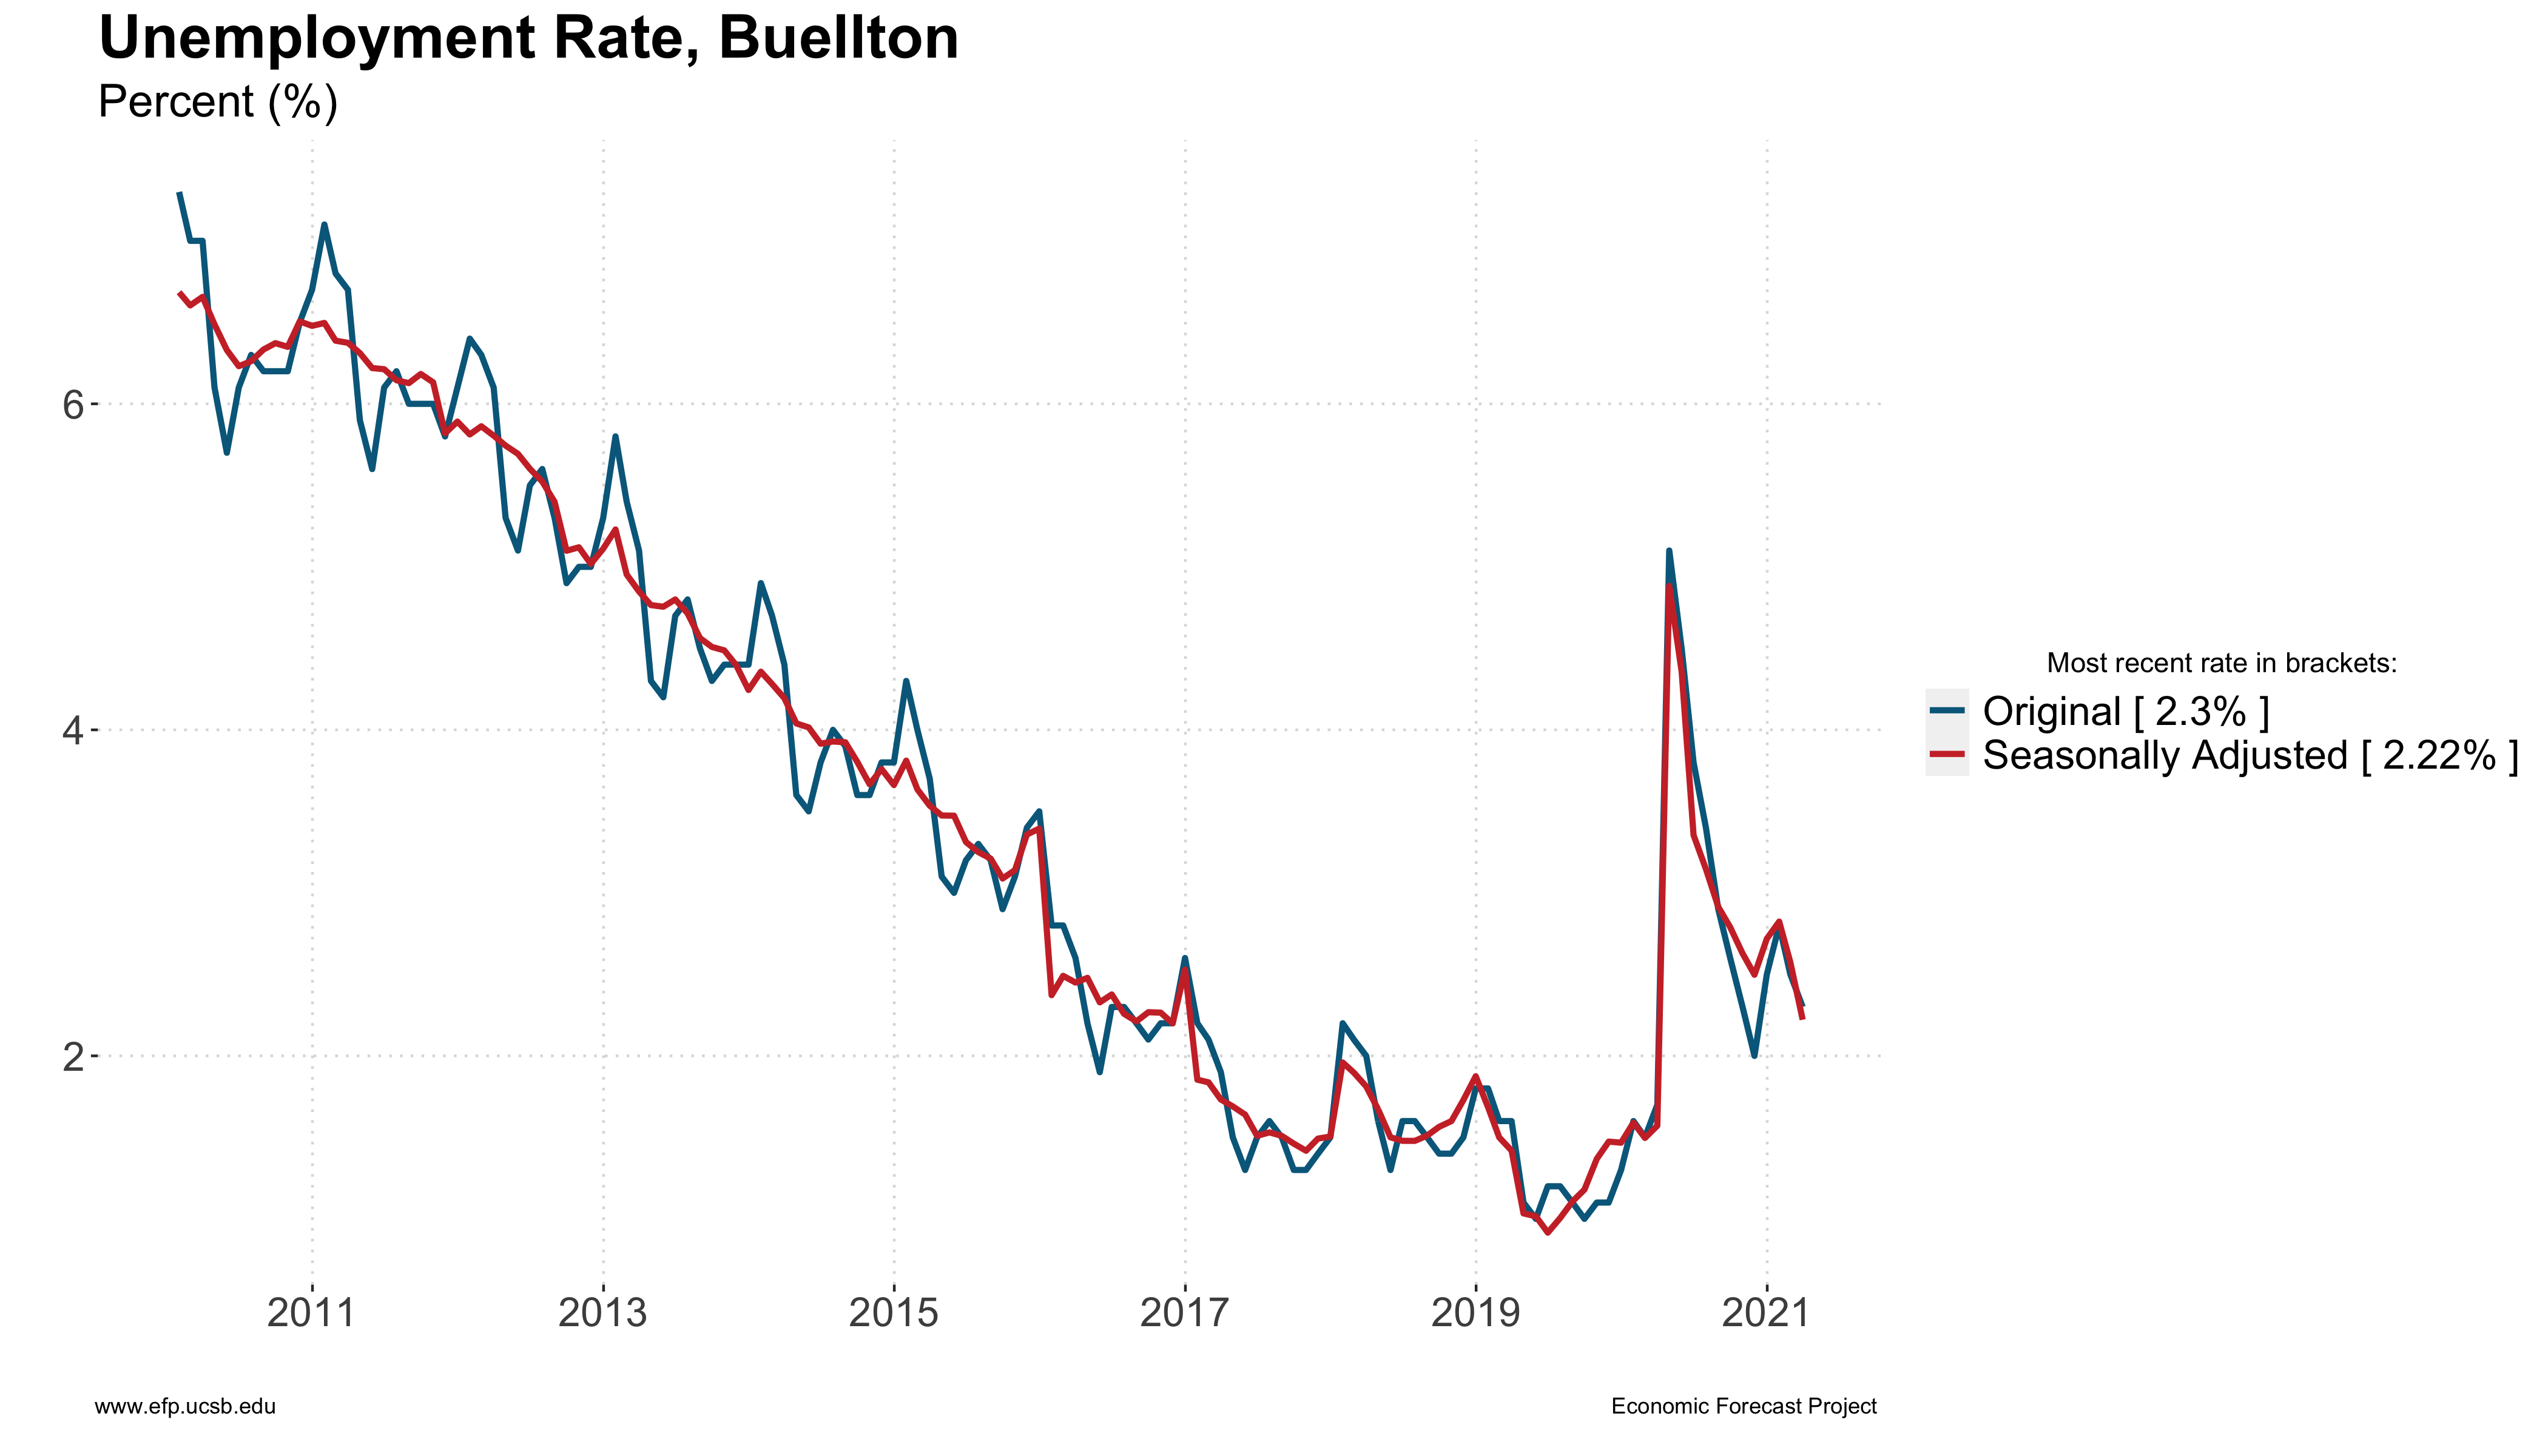 Unemployment Rate, Buellton
Percent (%)
6
4
2
2011 2013 2015 2017 2019 2021
Most recent rate in brackets:
Original [ 2.3% ]
Seasonally Adjusted [ 2.22% ]
www.efp.ucsb.edu
Economic Forecast Project